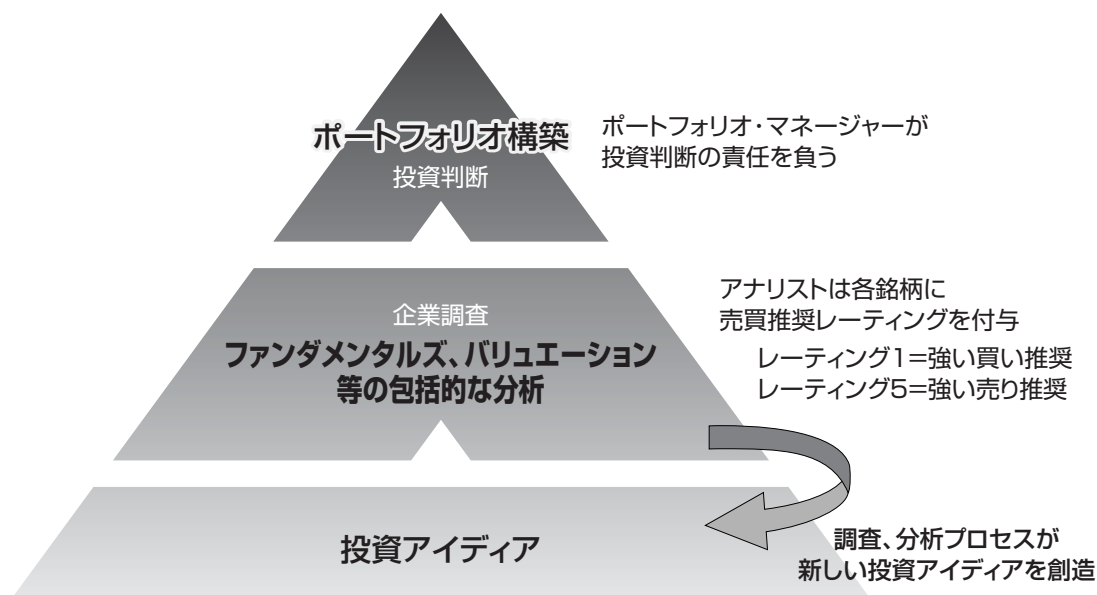 ポートフォリオ構築
投資判断
ポートフォリオ・マネージャーが
投資判断の責任を負う
企業調査
ファンダメンタルズ、バリュエーション
等の包括的な分析
アナリストは各銘柄に
売買推奨レーティングを付与
レーティング1=強い買い推奨
レーティング5=強い売り推奨
投資アイディア
調査、分析プロセスが
新しい投資アイディアを創造